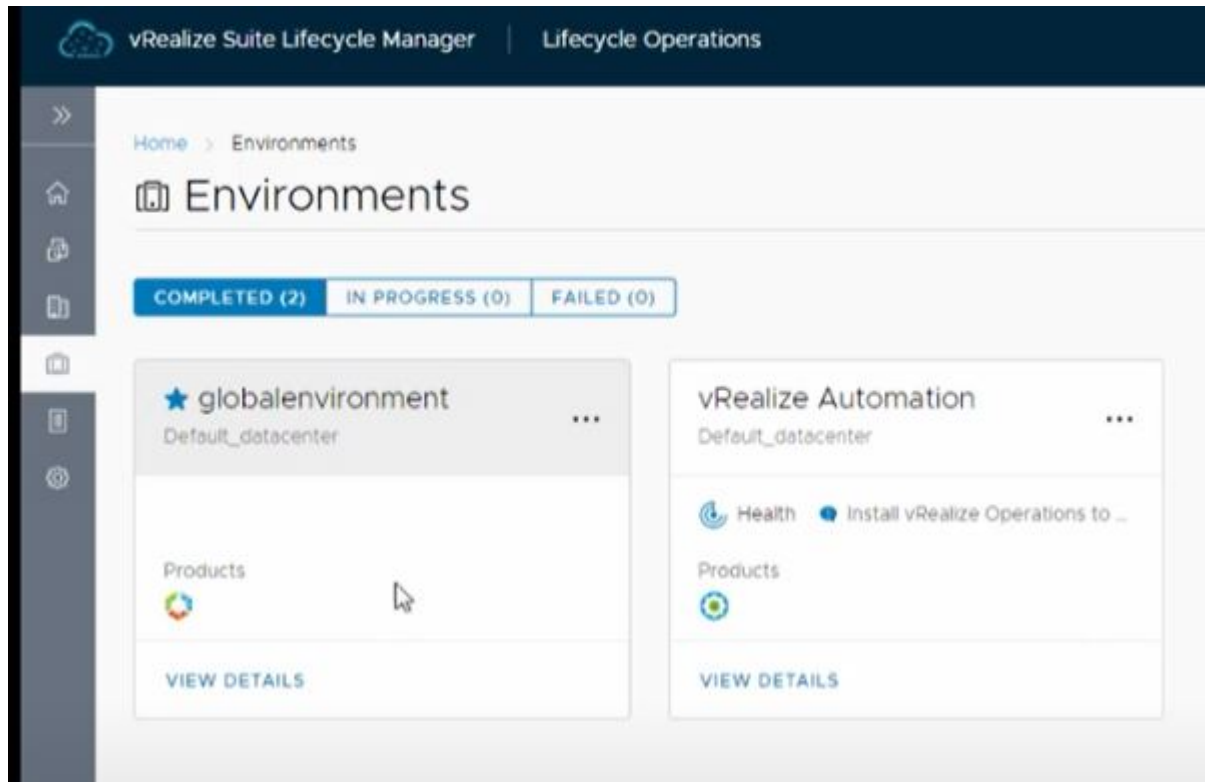 vRealize Suite Lifecycle Manager | Lifecycle Operations
Home > Environments
Environments
COMPLETED (2) IN PROGRESS (0) FAILED (0)
globalenvironment
Default_datacenter
Products
VIEW DETAILS
vRealize Automation
Default_datacenter
Health Install vRealize Operations to ...
Products
VIEW DETAILS